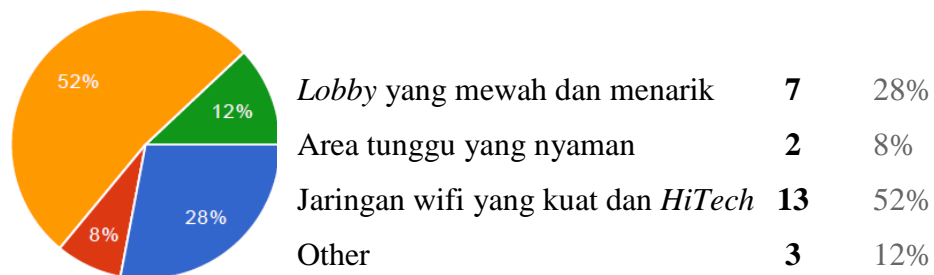 52%
12%
28%
8%
Lobby yang mewah dan menarik 7 28%
Area tunggu yang nyaman 2 8%
Jaringan wifi yang kuat dan HiTech 13 52%
Other 3 12%